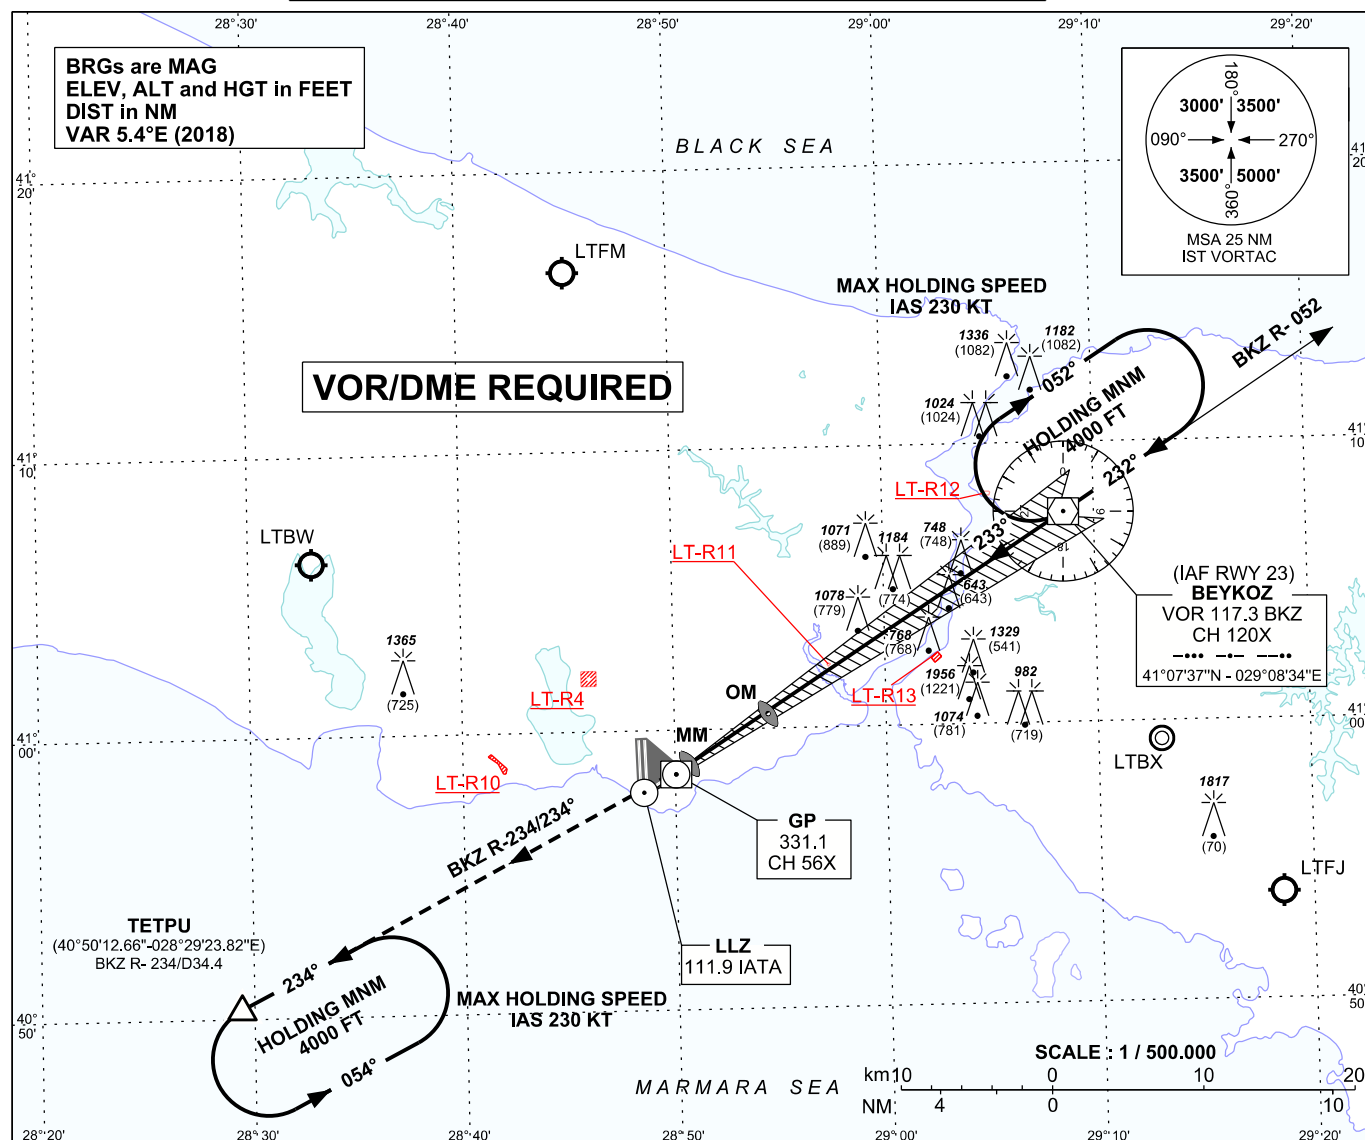 28°30'
28°40'
28°50'
29°00'
29°10'
29°20'
BRGs are MAG
ELEV, ALT and HGT in FEET
DIST in NM
VAR 5.4°E (2018)
BLACK SEA
180°
3000' 3500'
090° 270°
3500' 5000'
360°
MSA 25 NM
IST VORTAC
41°
20'
41
20'
LTFM
MAX HOLDING SPEED
IAS 230 KT
1336
(1082)
1182
(1082)
BKZ R- 052
052°
VOR/DME REQUIRED
HOLDING MNM
4000 FT
1024
(1024)
232°
41°
10'
41°
10'
LT-R12
233°
LTBW
LT-R11
1071
(889)
1184
(774)
748
(748)
643
(643)
1078
(779)
768
(768)
(IAF RWY 23)
BEYKOZ
VOR 117.3 BKZ
CH 120X
41°07'37"N - 029°08'34"E
1329
(541)
1956
(1221)
982
(719)
1074
(781)
1365
(725)
LT-R4
LT-R13
OM
MM
41°
00'
41°
00'
LT-R10
LTBX
1817
(70)
GP
331.1
CH 56X
LTFJ
BKZ R-234/234°
TETPU
(40°50'12.66"-028°29'23.82"E)
BKZ R- 234/D34.4
LLZ
111.9 IATA
234°
HOLDING MNM
4000 FT
054°
MAX HOLDING SPEED
IAS 230 KT
40°
50'
40°
50'
SCALE : 1 / 500.000
km 10 0 10 20
NM 4 0 10
MARMARA SEA
28°20'
28°30'
28°40'
28°50'
29°00'
29°10'
29°20'